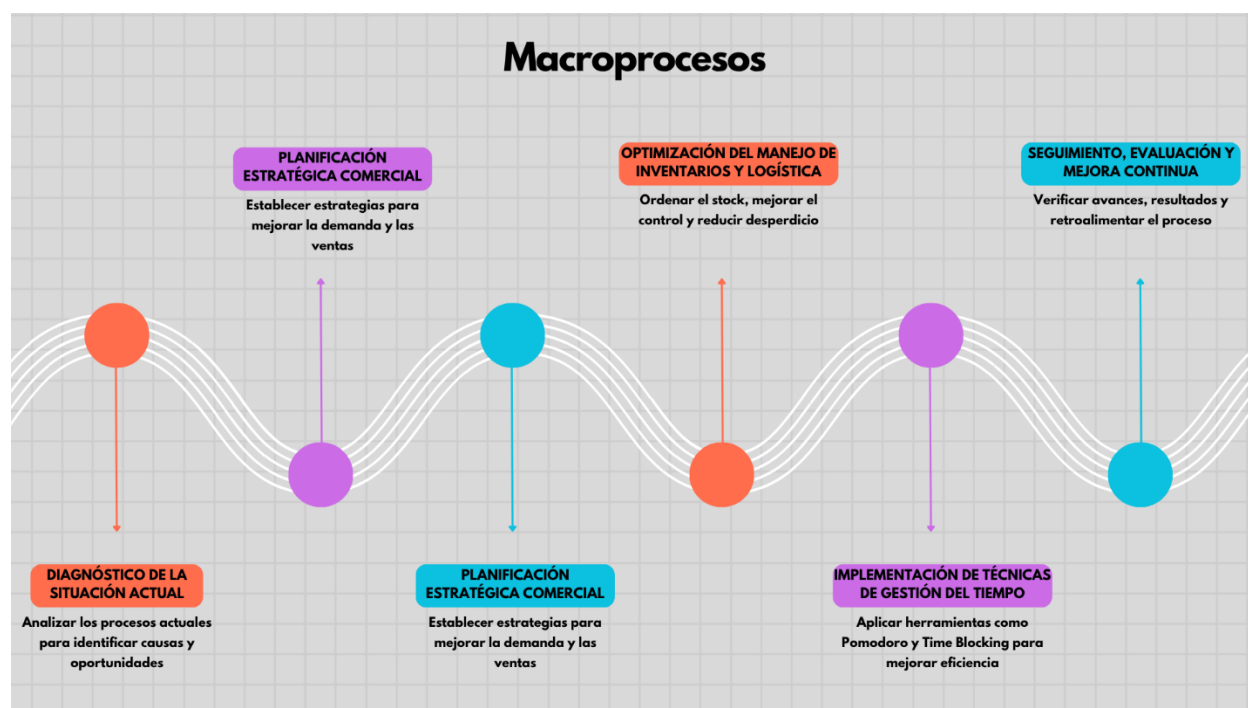 Macroprocesos
PLANIFICACIÓN
ESTRATÉGICA COMERCIAL
Establecer estrategias para
mejorar la demanda y las
ventas
OPTIMIZACIÓN DEL MANEJO DE
INVENTARIOS Y LOGÍSTICA
Ordenar el stock, mejorar el
control y reducir desperdicio
SEGUIMIENTO, EVALUACIÓN Y
MEJORA CONTINUA
Verificar avances, resultados y
retroalimentar el proceso
DIAGNÓSTICO DE LA
SITUACIÓN ACTUAL
Analizar los procesos actuales
para identificar causas y
oportunidades
PLANIFICACIÓN
ESTRATÉGICA COMERCIAL
Establecer estrategias para
mejorar la demanda y las
ventas
IMPLEMENTACIÓN DE TÉCNICAS
DE GESTIÓN DEL TIEMPO
Aplicar herramientas como
Pomodoro y Time Blocking para
mejorar eficiencia